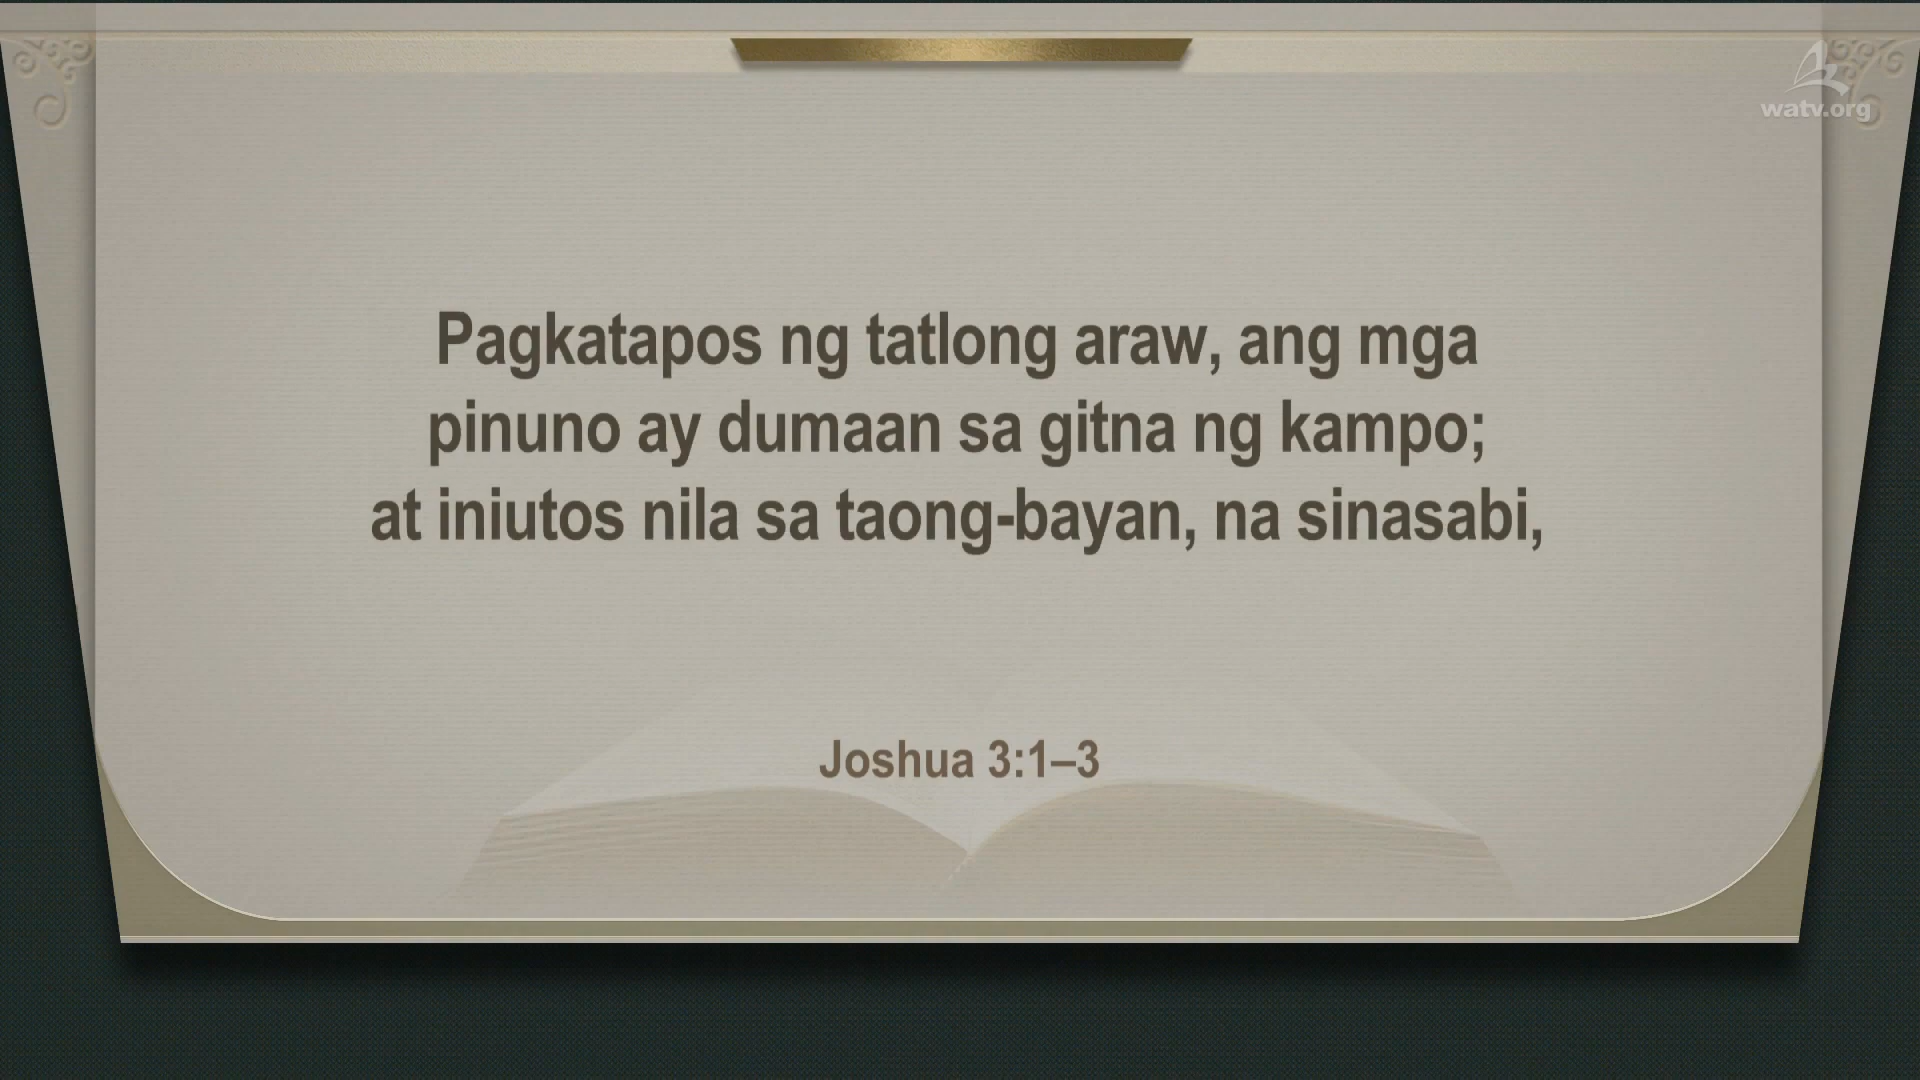 watv.org
Pagkatapos ng tatlong araw, ang mga
pinuno ay dumaan sa gitna ng kampo;
at iniutos nila sa taong-bayan, na sinasabi,
Joshua 3:1–3